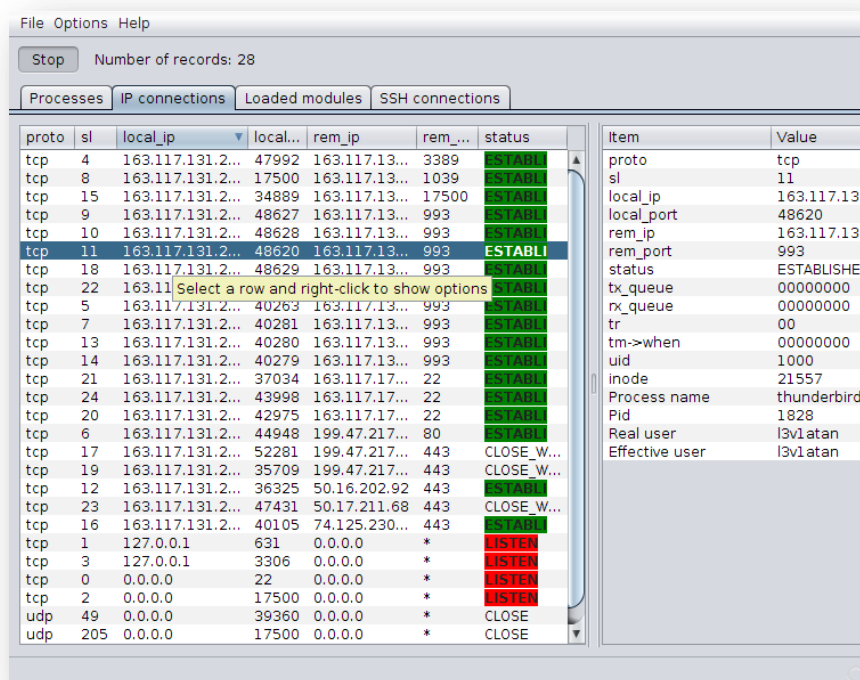 File Options Help
Stop Number of records: 28
Processes IP connections Loaded modules SSH connections
proto sl local_ip local... rem_ip rem_... status
tcp 4 163.117.131.2... 47992 163.117.13... 3389 ESTABLI
tcp 8 163.117.131.2... 17500 163.117.13... 1039 ESTABLI
tcp 15 163.117.131.2... 34889 163.117.13... 17500 ESTABLI
tcp 9 163.117.131.2... 48627 163.117.13... 993 ESTABLI
tcp 10 163.117.131.2... 48628 163.117.13... 993 ESTABLI
tcp 11 163.117.131.2... 48620 163.117.13... 993 ESTABLI
tcp 18 163.117.131.2... 48629 163.117.13... 993 ESTABLI
tcp 22 163.11 Select a row and right-click to show options STABLI
tcp 5 163.117.131.2... 40263 163.117.13... 993 ESTABLI
tcp 7 163.117.131.2... 40281 163.117.13... 993 ESTABLI
tcp 13 163.117.131.2... 40280 163.117.13... 993 ESTABLI
tcp 14 163.117.131.2... 40279 163.117.13... 993 ESTABLI
tcp 21 163.117.131.2... 37034 163.117.17... 22 ESTABLI
tcp 24 163.117.131.2... 43998 163.117.17... 22 ESTABLI
tcp 20 163.117.131.2... 42975 163.117.17... 22 ESTABLI
tcp 6 163.117.131.2... 44948 199.47.217... 80 ESTABLI
tcp 17 163.117.131.2... 52281 199.47.217... 443 CLOSE_W...
tcp 19 163.117.131.2... 35709 199.47.217... 443 CLOSE_W...
tcp 12 163.117.131.2... 36325 50.16.202.92 443 ESTABLI
tcp 23 163.117.131.2... 47431 50.17.211.68 443 CLOSE_W...
tcp 16 163.117.131.2... 40105 74.125.230... 443 ESTABLI
tcp 1 127.0.0.1 631 0.0.0.0 * LISTEN
tcp 3 127.0.0.1 3306 0.0.0.0 * LISTEN
tcp 0 0.0.0.0 22 0.0.0.0 * LISTEN
tcp 2 0.0.0.0 17500 0.0.0.0 * LISTEN
udp 49 0.0.0.0 39360 0.0.0.0 * CLOSE
udp 205 0.0.0.0 17500 0.0.0.0 * CLOSE
Item Value
proto tcp
sl 11
local_ip 163.117.13
local_port 48620
rem_ip 163.117.13
rem_port 993
status ESTABLISHE
tx_queue 00000000
rx_queue 00000000
tr 00
tm->when 00000000
uid 1000
inode 21557
Process name thunderbird
Pid 1828
Real user l3v1atan
Effective user l3v1atan